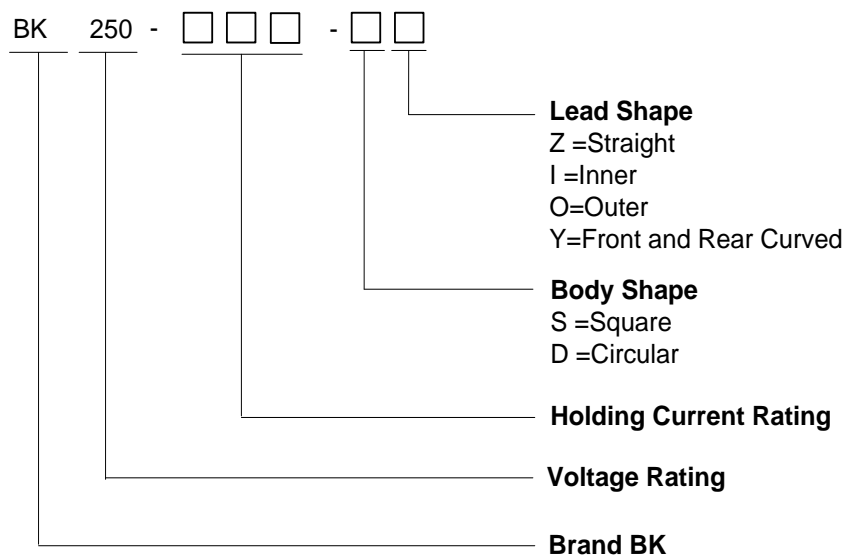 BK 250 - □ □ □ - □ □
Lead Shape
Z =Straight
I =Inner
O=Outer
Y=Front and Rear Curved
Body Shape
S =Square
D =Circular
Holding Current Rating
Voltage Rating
Brand BK